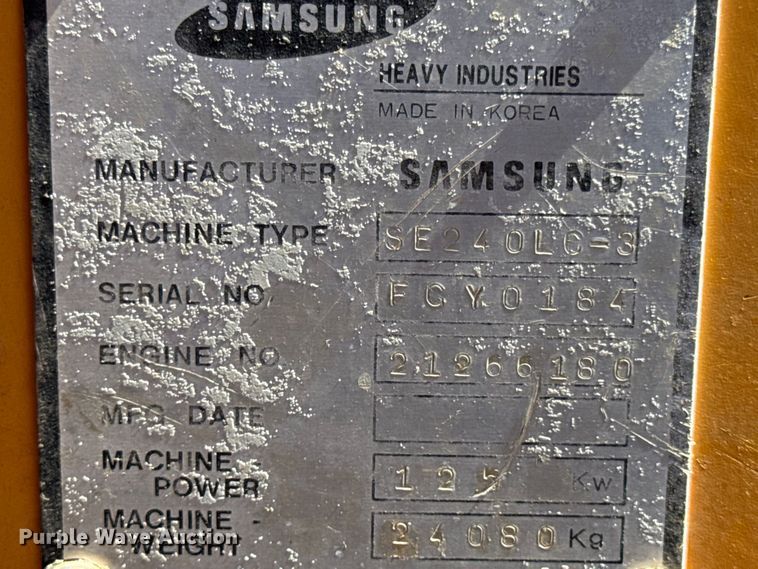 SAMSUNG
HEAVY INDUSTRIES
MADE IN KOREA
MANUFACTURER SAMSUNG
MACHINE TYPE SE240LC-3
SERIAL NO. FCY0184
ENGINE NO 21266180
MFG DATE
MACHINE -
POWER 125 Kw
MACHINE -
WEIGHT 24080 Kg
Purple Wave Auction